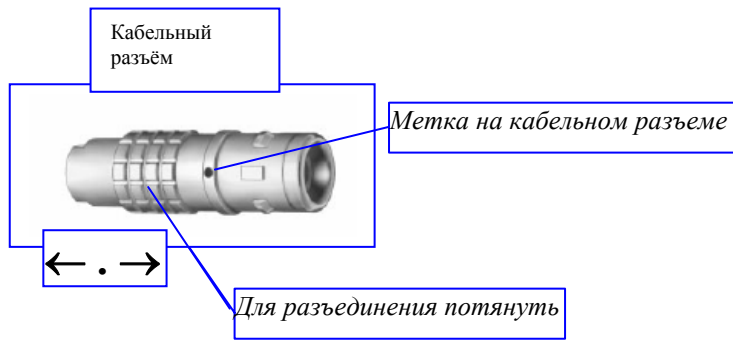 Кабельный
разъём
Метка на кабельном разъеме
← . →
Для разъединения потянуть